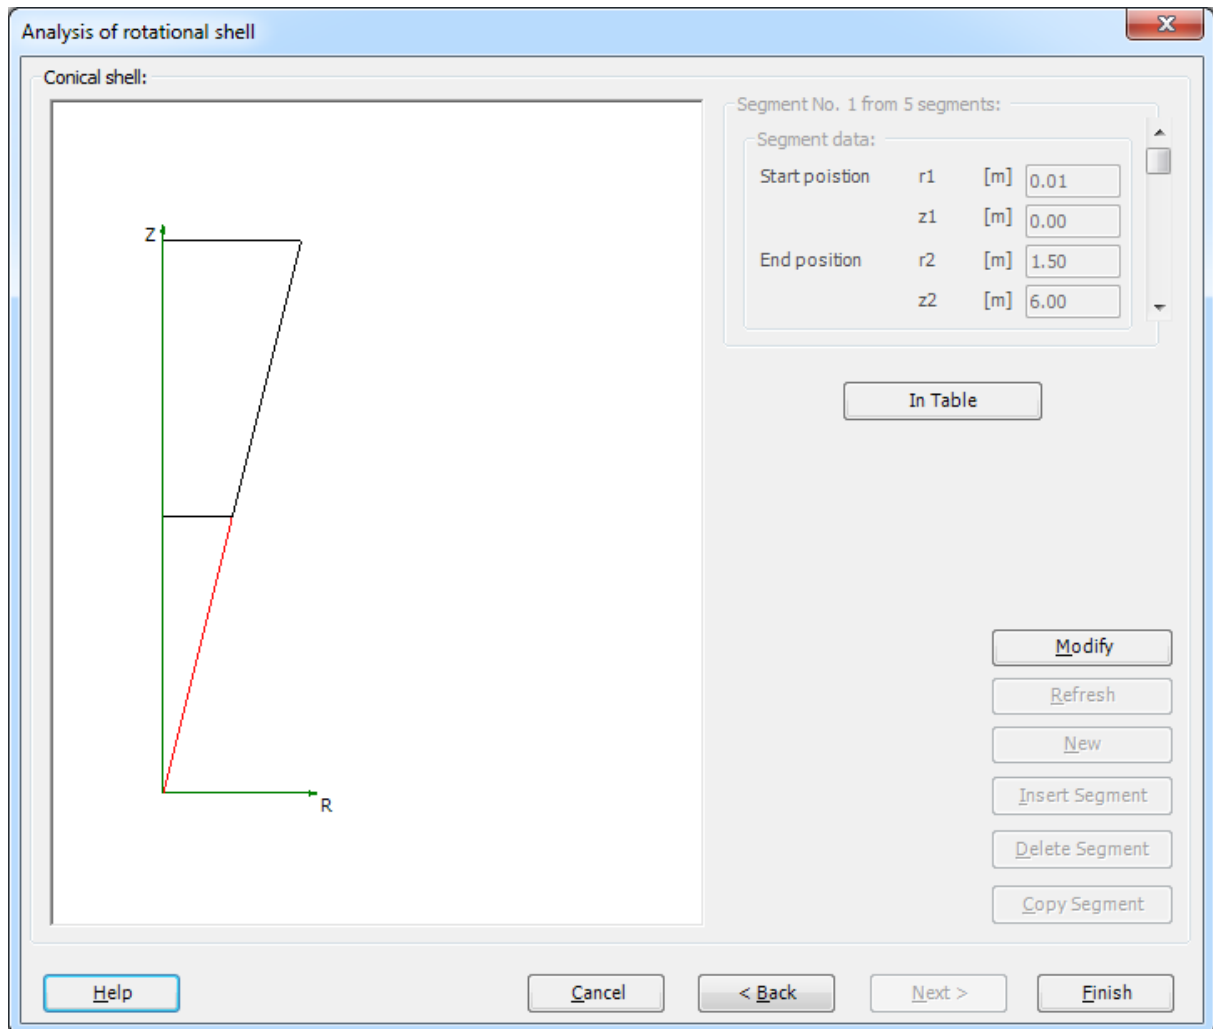 Analysis of rotational shell
Conical shell:
Segment No. 1 from 5 segments:
Segment data:
Start poistion r1 [m] 0.01
z1 [m] 0.00
End position r2 [m] 1.50
z2 [m] 6.00
In Table
Z
R
Modify
Refresh
New
Insert Segment
Delete Segment
Copy Segment
Help Cancel < Back Next > Finish